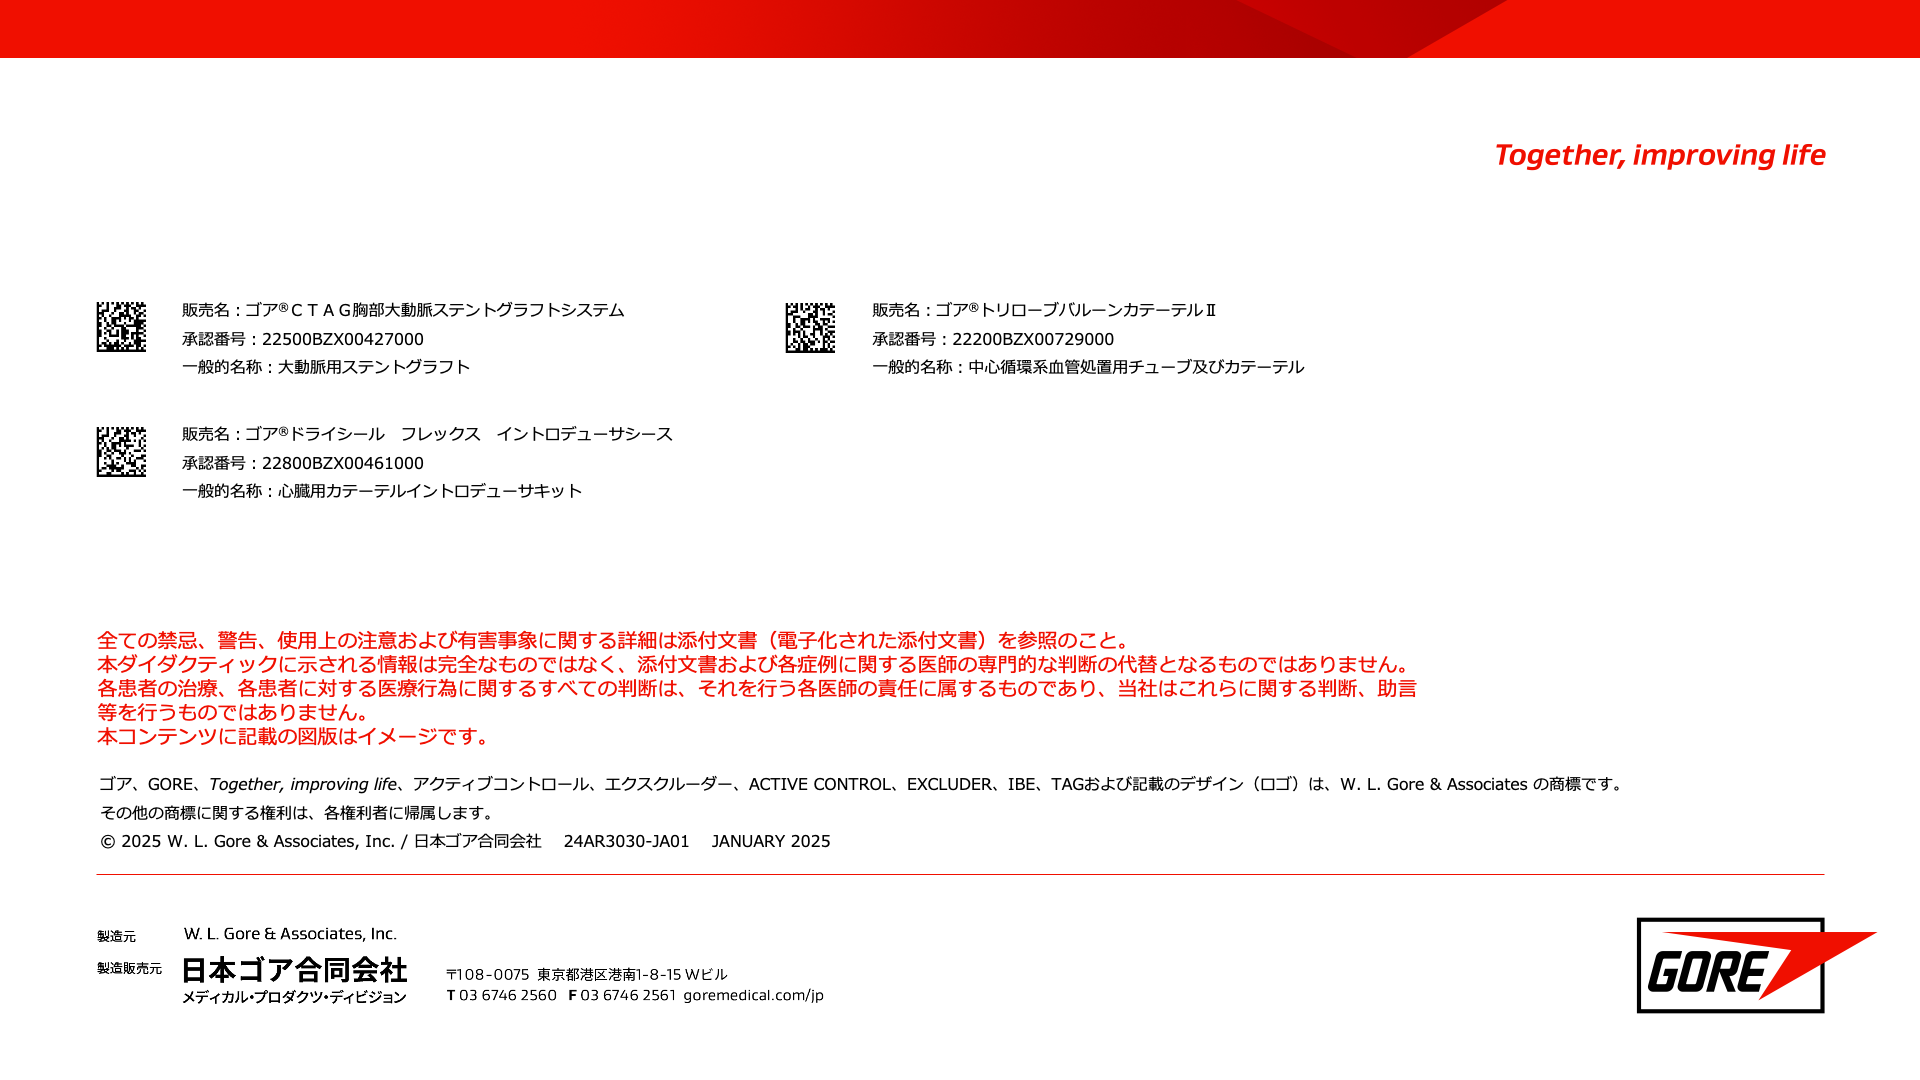 Together, improving life
販売名：ゴア®ＣＴＡＧ胸部大動脈ステントグラフトシステム
承認番号：22500BZX00427000
一般的名称：大動脈用ステントグラフト
販売名：ゴア®トリローブバルーンカテーテルⅡ
承認番号：22200BZX00729000
一般的名称：中心循環系血管処置用チューブ及びカテーテル
販売名：ゴア®ドライシール　フレックス　イントロデューサシース
承認番号：22800BZX00461000
一般的名称：心臓用カテーテルイントロデューサキット
全ての禁忌、警告、使用上の注意および有害事象に関する詳細は添付文書（電子化された添付文書）を参照のこと。
本ダイダクティックに示される情報は完全なものではなく、添付文書および各症例に関する医師の専門的な判断の代替となるものではありません。
各患者の治療、各患者に対する医療行為に関するすべての判断は、それを行う各医師の責任に属するものであり、当社はこれらに関する判断、助言
等を行うものではありません。
本コンテンツに記載の図版はイメージです。
ゴア、GORE、Together, improving life、アクティブコントロール、エクスクルーダー、ACTIVE CONTROL、EXCLUDER、IBE、TAGおよび記載のデザイン（ロゴ）は、W. L. Gore & Associates の商標です。
その他の商標に関する権利は、各権利者に帰属します。
© 2025 W. L. Gore & Associates, Inc. / 日本ゴア合同会社　24AR3030-JA01　JANUARY 2025
製造元　W. L. Gore & Associates, Inc.
製造販売元　日本ゴア合同会社
メディカル・プロダクツ・ディビジョン
〒108-0075 東京都港区港南1-8-15 Wビル
T 03 6746 2560 F 03 6746 2561 goremedical.com/jp
GORE